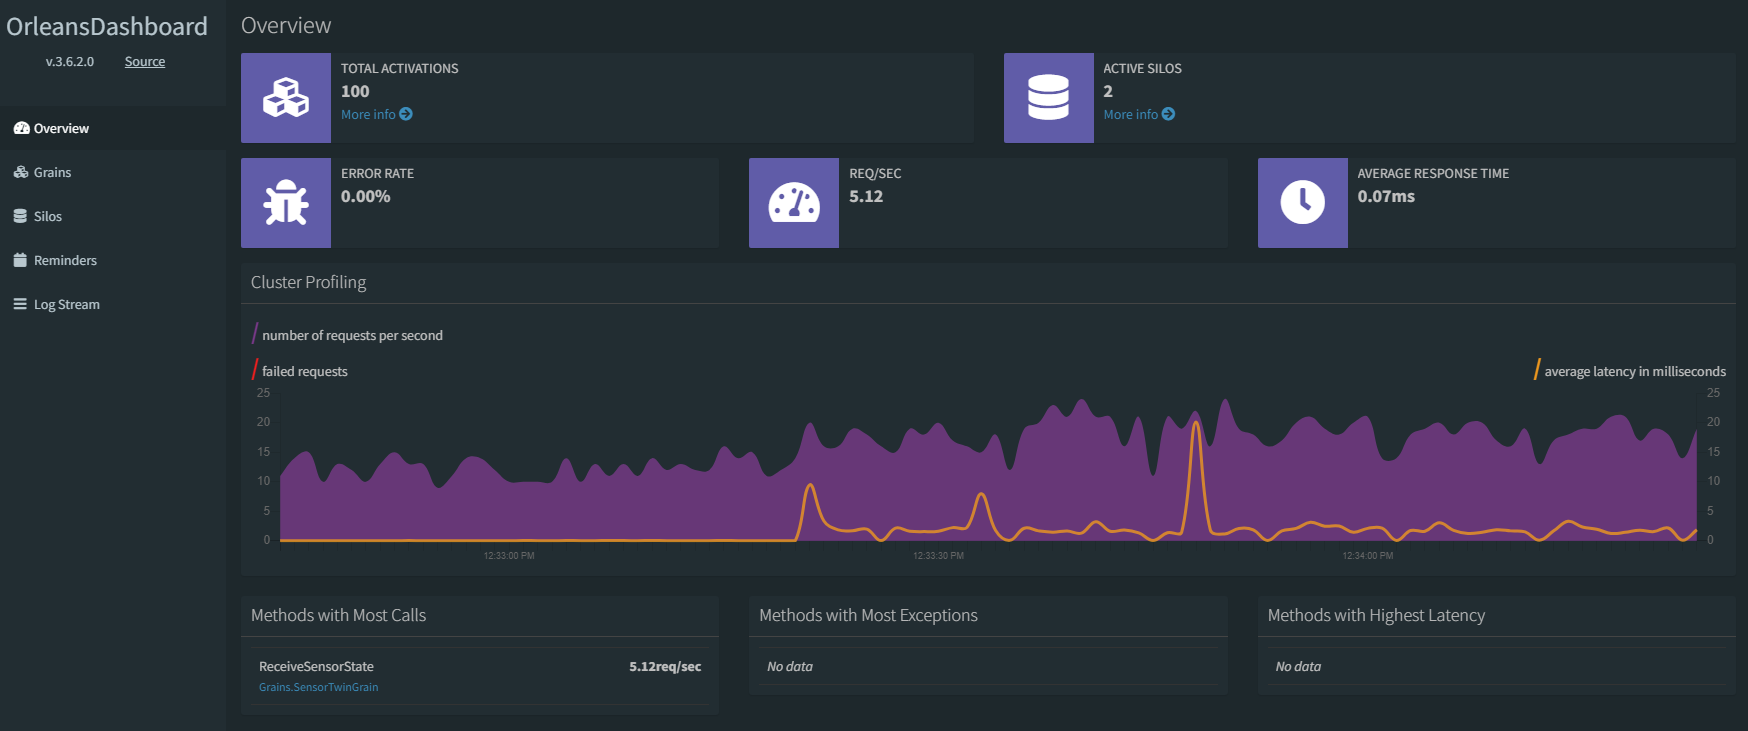 OrleansDashboard
v.3.6.2.0 Source
Overview
Grains
Silos
Reminders
Log Stream
Overview
TOTAL ACTIVATIONS
100
More info
ACTIVE SILOS
2
More info
ERROR RATE
0.00%
REQ/SEC
5.12
AVERAGE RESPONSE TIME
0.07ms
Cluster Profiling
number of requests per second
failed requests
average latency in milliseconds
25
20
15
10
5
0
25
20
15
10
5
0
12:33:00 PM
12:33:30 PM
12:34:00 PM
Methods with Most Calls
ReceiveSensorState 5.12req/sec
Grains.SensorTwinGrain
Methods with Most Exceptions
No data
Methods with Highest Latency
No data